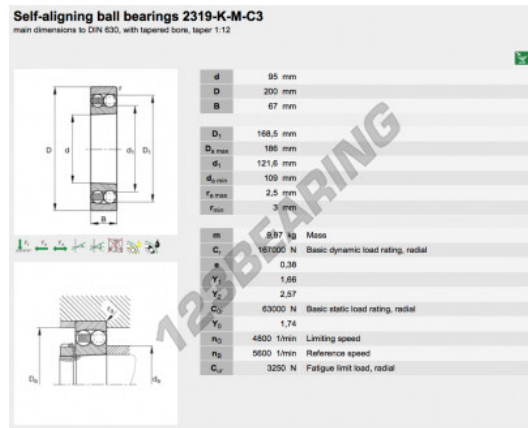 Self-aligning ball bearings 2319-K-M-C3
main dimensions to DIN 630, with tapered bore, taper 1:12
d 95 mm
D 200 mm
B 67 mm
D1 168,5 mm
Da max 186 mm
d1 121,6 mm
da min 109 mm
ra max 2,5 mm
rmin 3 mm
m 9,87 kg Mass
Cr 167000 N Basic dynamic load rating, radial
e 0,38
Y1 1,66
Y2 2,57
C0r 63000 N Basic static load rating, radial
Y0 1,74
nG 4800 1/min Limiting speed
nB 5600 1/min Reference speed
Cur 3250 N Fatigue limit load, radial
r
D d d1 D1
B
ra
Da da
123BEARING